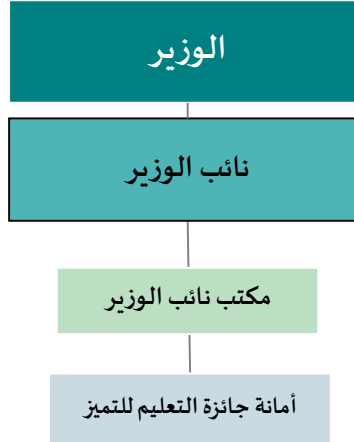 الوزير
نائب الوزير
مكتب نائب الوزير
أمانة جائزة التعليم للتميز